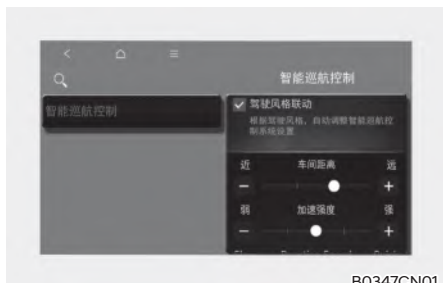 智能巡航控制
智能巡航控制
驾驶风格联动
根据驾驶风格，自动调整智能巡航控
制系统设置
近 车间距离 远
弱 加速强度 强
B0347CN01